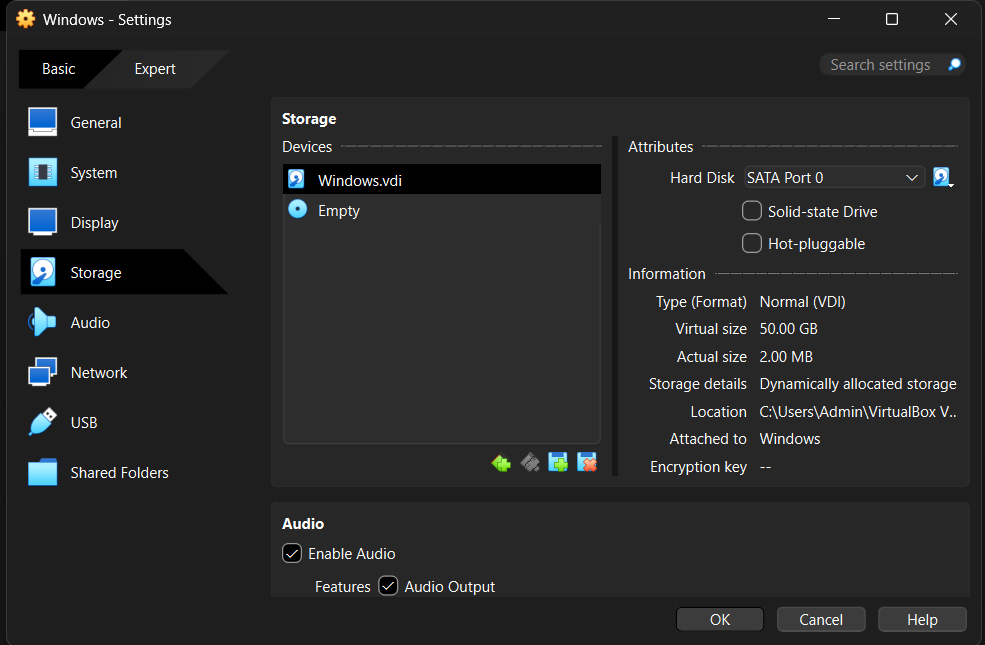 Windows - Settings
Basic
Expert
Search settings
General
System
Display
Storage
Audio
Network
USB
Shared Folders
Storage
Devices
Windows.vdi
Empty
Attributes
Hard Disk SATA Port 0
Solid-state Drive
Hot-pluggable
Information
Type (Format) Normal (VDI)
Virtual size 50.00 GB
Actual size 2.00 MB
Storage details Dynamically allocated storage
Location C:\Users\Admin\VirtualBox V..
Attached to Windows
Encryption key --
Audio
Enable Audio
Features Audio Output
OK
Cancel
Help